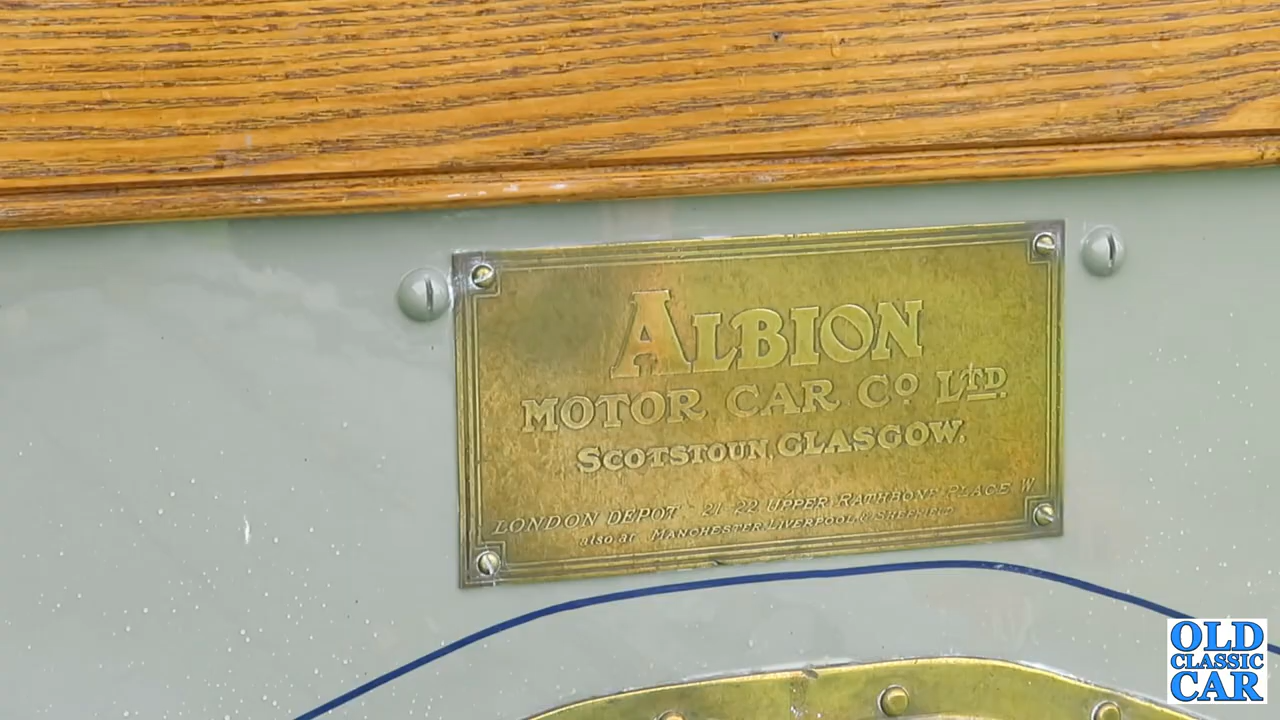 ALBION
MOTOR CAR CO LTD.
SCOTSTOUN, GLASGOW.
LONDON DEPOT - 21-22 UPPER RATHBONE PLACE W
also at MANCHESTER, LIVERPOOL, & SHEFFIELD
OLD
CLASSIC
CAR